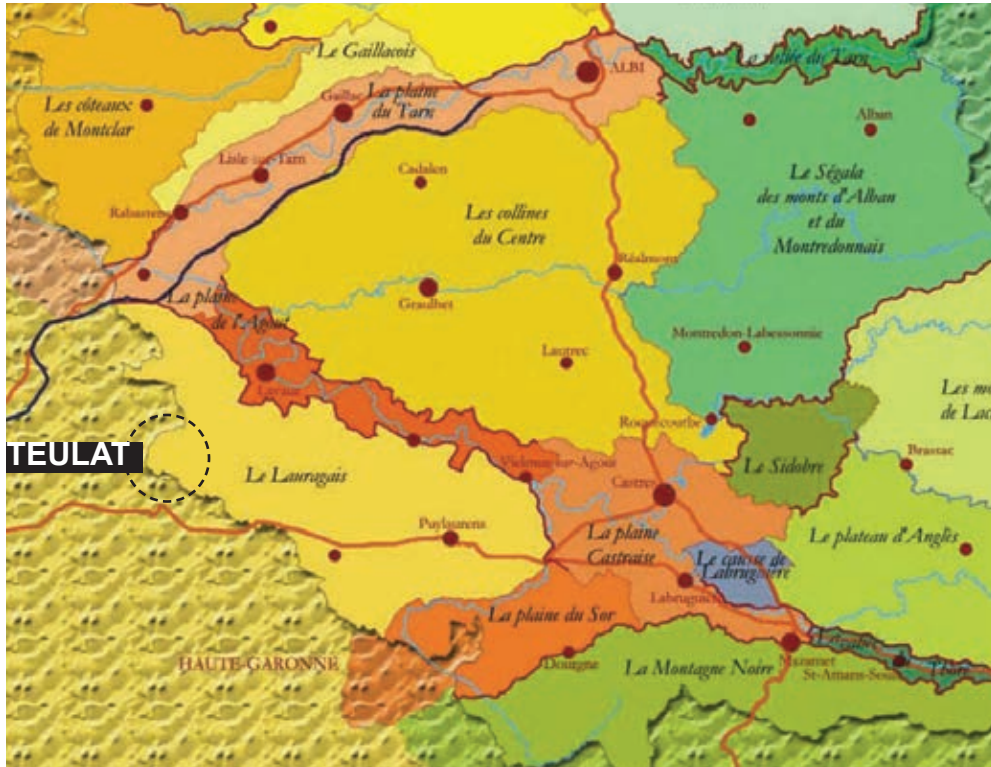 Le Gaillacois
ALBI
La vallée du Tarn
Les côteaux
de Montclar
Gaillac
La plaine
du Tarn
Alban
Lisle-sur-Tarn
Cadalen
Le Ségala
des monts d'Alban
et du
Montredonnais
Rabastens
Les collines
du Centre
Réalmont
La plaine
de l'Agout
Graulhet
Montredon-Labessonnie
Lautrec
Lavaur
Les mo
de Lac
Roquecourbe
TEULAT
Le Lauragais
Vielmur-sur-Agout
Le Sidobre
Brassac
Castres
Puylaurens
La plaine
Castraise
Le plateau d'Anglès
Le causse de
Labruguière
Labruguière
La plaine du Sor
HAUTE-GARONNE
Dourgne
La Montagne Noire
Mazamet
St-Amans-Soult
Thoré